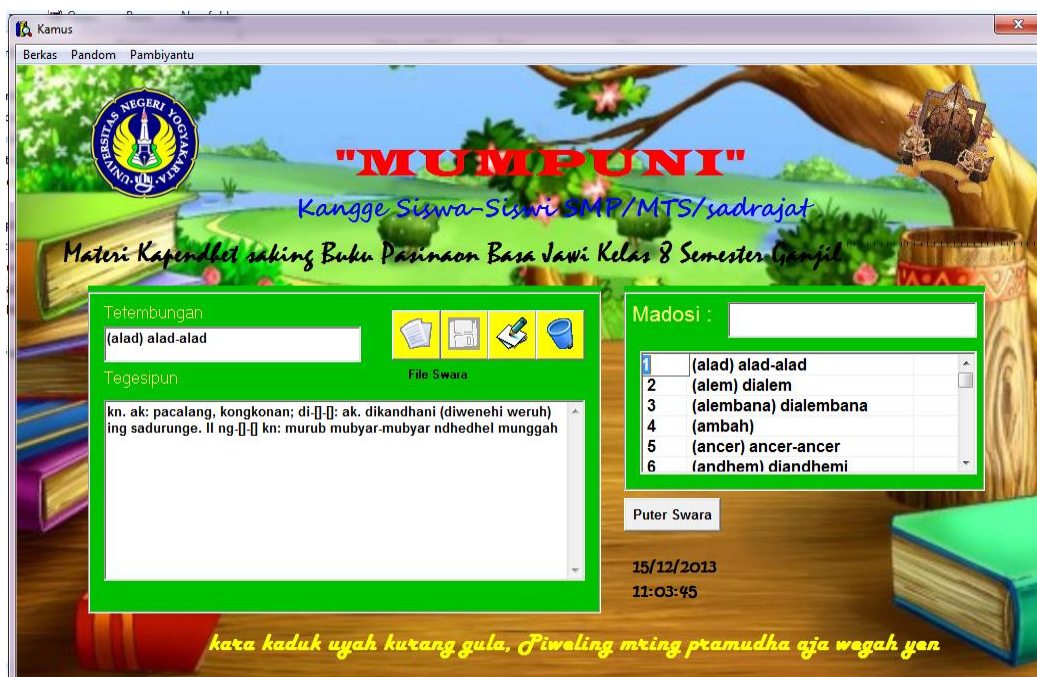 Kamus
Berkas Pandom Pambiyantu
UNIVERSITAS NEGERI YOGYAKARTA
"MUMPUNI"
Kangge Siswa-Siswi SMP/MTS/sadrajat
Materi Kapendhet saking Buku Pasinaon Basa Jawi Kelas 8 Semester Ganjil
Tetembungan
(alad) alad-alad
File Swara
Tegesipun
kn. ak: pacalang, kongkonan; di-[]-[]: ak. dikandhani (diwenehi weruh)
ing sadurunge. II ng-[]-[] kn: murub mubyar-mubyar ndhedhel munggah
Madosi :
1 (alad) alad-alad
2 (alem) dialem
3 (alembana) dialembana
4 (ambah)
5 (ancer) ancer-ancer
6 (andhem) diandhemi
Puter Swara
15/12/2013
11:03:45
kara kaduk uyah kurang gula, Piweling mring pramudha aja wegah yen